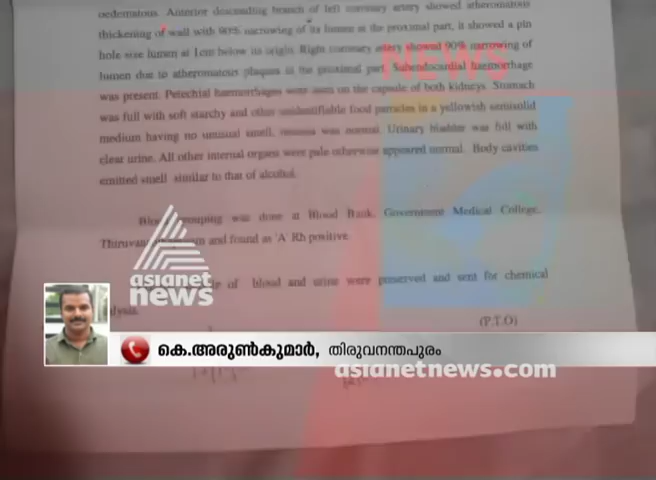 oedematous. Anterior descending branch of left coronary artery showed atheromatous
thickening of wall with 90% narrowing of its lumen at the proximal part, it showed a pin
hole size lumen at 1cm below its origin. Right coronary artery showed 90% narrowing of
lumen due to atheromatous plaques in the proximal part. Subendocardial haemorrhage
was present. Petechial haemorrhages were seen on the capsule of both kidneys. Stomach
was full with soft starchy and other unidentifiable food particles in a yellowish semisolid
medium having no unusual smell, mucosa was normal. Urinary bladder was full with
clear urine. All other internal organs were pale otherwise appeared normal. Body cavities
emitted smell similar to that of alcohol.
grouping was done at Blood Bank, Government Medical College,
and found as 'A' Rh positive.
of blood and urine were preserved and sent for chemical
(P.T.O)
NEWS
asianet
news
കെ.അരുൺകുമാർ, തിരുവനന്തപുരം
asianetnews.com